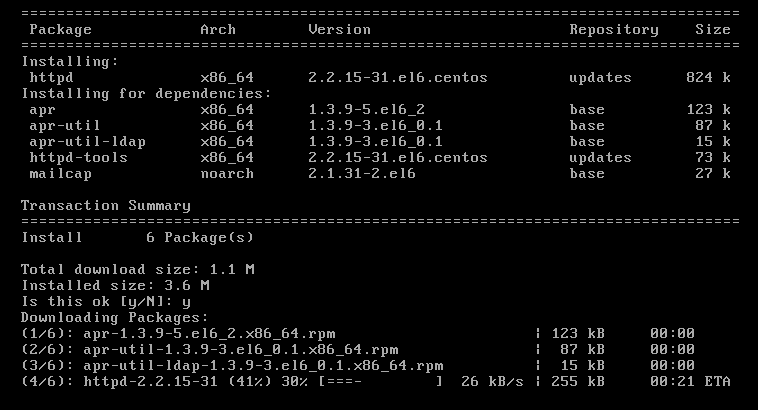 ================================================================================
Package Arch Version Repository Size
================================================================================
Installing:
httpd x86_64 2.2.15-31.el6.centos updates 824 k
Installing for dependencies:
apr x86_64 1.3.9-5.el6_2 base 123 k
apr-util x86_64 1.3.9-3.el6_0.1 base 87 k
apr-util-ldap x86_64 1.3.9-3.el6_0.1 base 15 k
httpd-tools x86_64 2.2.15-31.el6.centos updates 73 k
mailcap noarch 2.1.31-2.el6 base 27 k
Transaction Summary
================================================================================
Install 6 Package(s)
Total download size: 1.1 M
Installed size: 3.6 M
Is this ok [y/N]: y
Downloading Packages:
(1/6): apr-1.3.9-5.el6_2.x86_64.rpm | 123 kB 00:00
(2/6): apr-util-1.3.9-3.el6_0.1.x86_64.rpm | 87 kB 00:00
(3/6): apr-util-ldap-1.3.9-3.el6_0.1.x86_64.rpm | 15 kB 00:00
(4/6): httpd-2.2.15-31 (41%) 30% [===- ] 26 kB/s | 255 kB 00:21 ETA